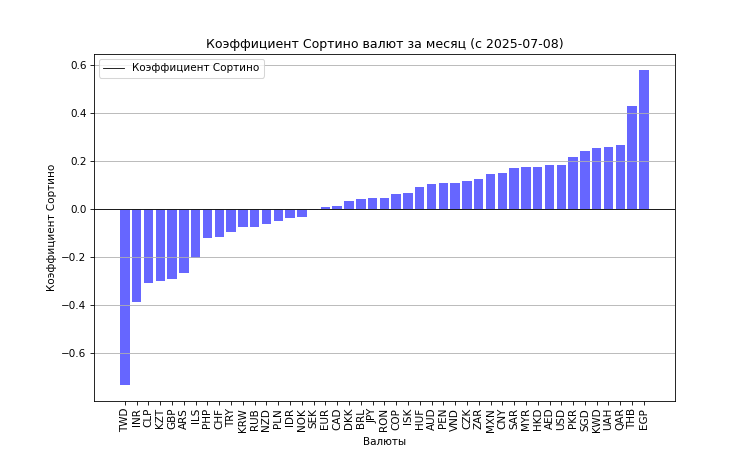 Коэффициент Сортино валют за месяц (с 2025-07-08)
Коэффициент Сортино
0.6
0.4
0.2
0.0
−0.2
−0.4
−0.6
Коэффициент Сортино
TWD
INR
CLP
KZT
GBP
ARS
ILS
PHP
CHF
TRY
KRW
RUB
NZD
PLN
IDR
NOK
SEK
EUR
CAD
DKK
BRL
JPY
RON
COP
ISK
HUF
AUD
PEN
VND
CZK
ZAR
MXN
CNY
SAR
MYR
HKD
AED
USD
PKR
SGD
KWD
UAH
QAR
THB
EGP
Валюты